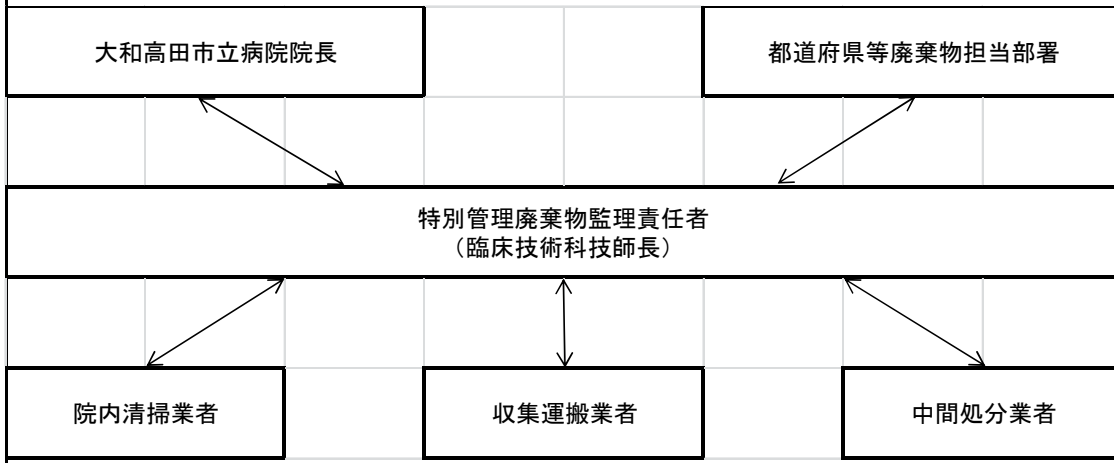 大和高田市立病院院長
都道府県等廃棄物担当部署
特別管理廃棄物監理責任者
（臨床技術科技師長）
院内清掃業者
収集運搬業者
中間処分業者